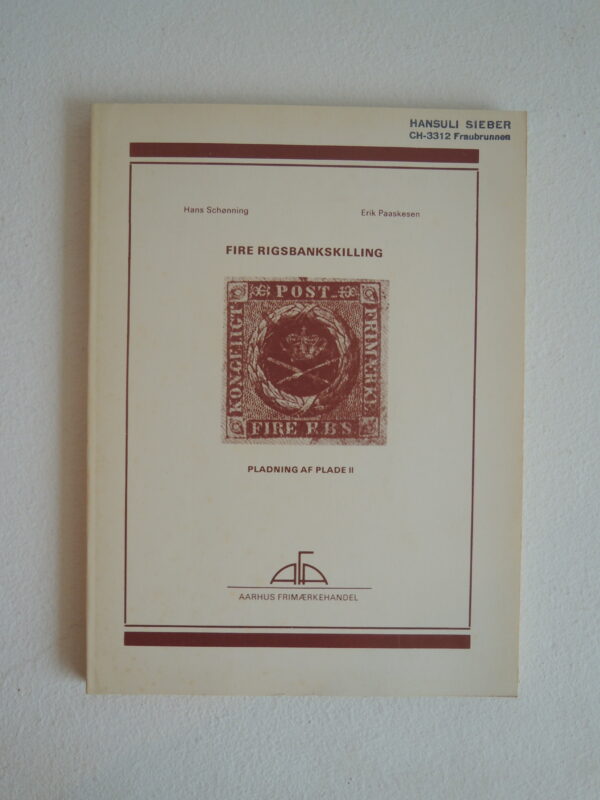 HANSULI SIEBER
CH-3312 Fraubrunnen
Hans Schønning
Erik Paaskesen
FIRE RIGSBANKSKILLING
POST
KONGELIGT
FRIMÆRKE
FIRE R.B.S.
PLADNING AF PLADE II
AFA
AARHUS FRIMÆRKEHANDEL